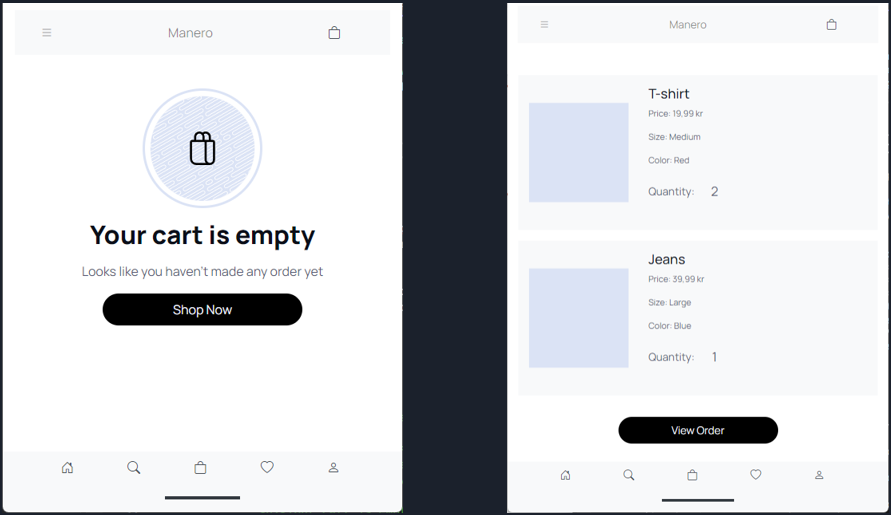 Manero
Your cart is empty
Looks like you haven't made any order yet
Shop Now
Manero
T-shirt
Price: 19,99 kr
Size: Medium
Color: Red
Quantity: 2
Jeans
Price: 39,99 kr
Size: Large
Color: Blue
Quantity: 1
View Order